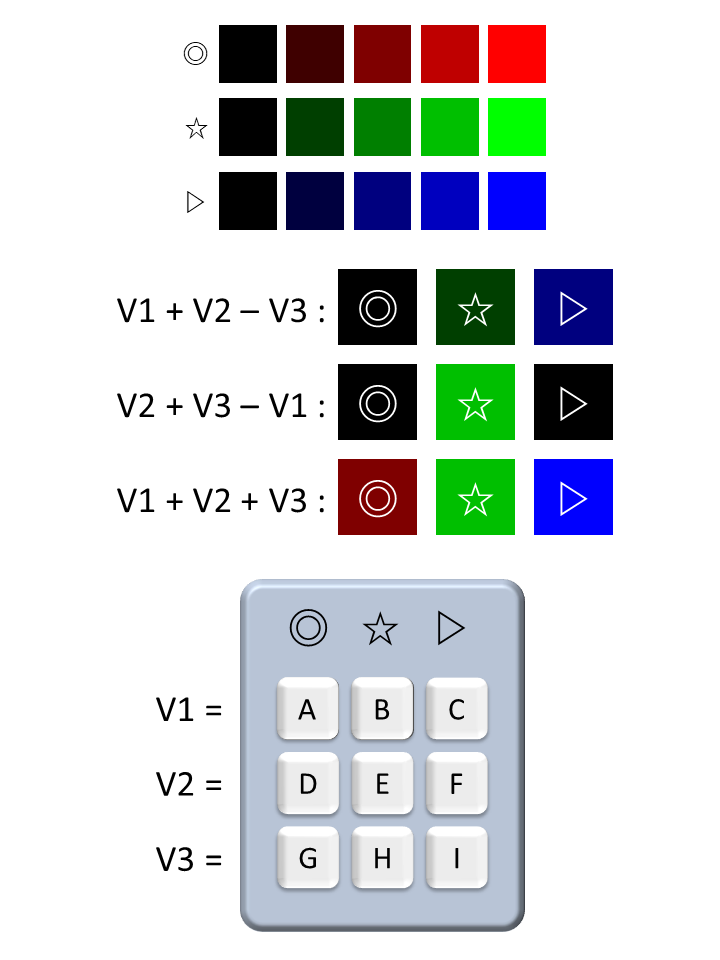 V1 + V2 – V3 :
V2 + V3 – V1 :
V1 + V2 + V3 :
V1 = A B C
V2 = D E F
V3 = G H I